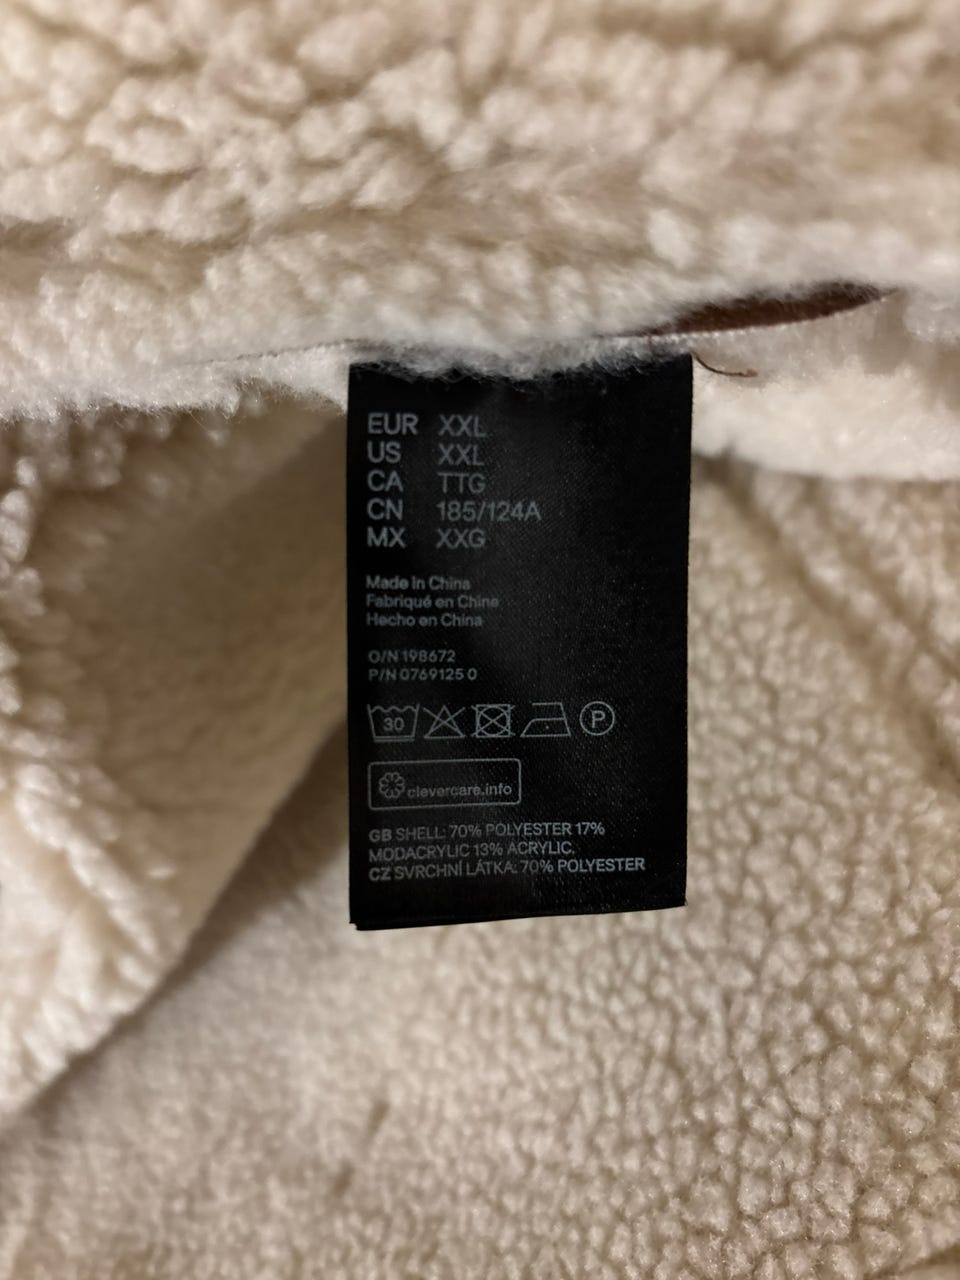 EUR XXL
US XXL
CA TTG
CN 185/124A
MX XXG
Made in China
Fabriqué en Chine
Hecho en China
O/N 198672
P/N 0769125 0
30
P
clevercare.info
GB SHELL: 70% POLYESTER 17%
MODACRYLIC 13% ACRYLIC.
CZ SVRCHNÍ LÁTKA: 70% POLYESTER